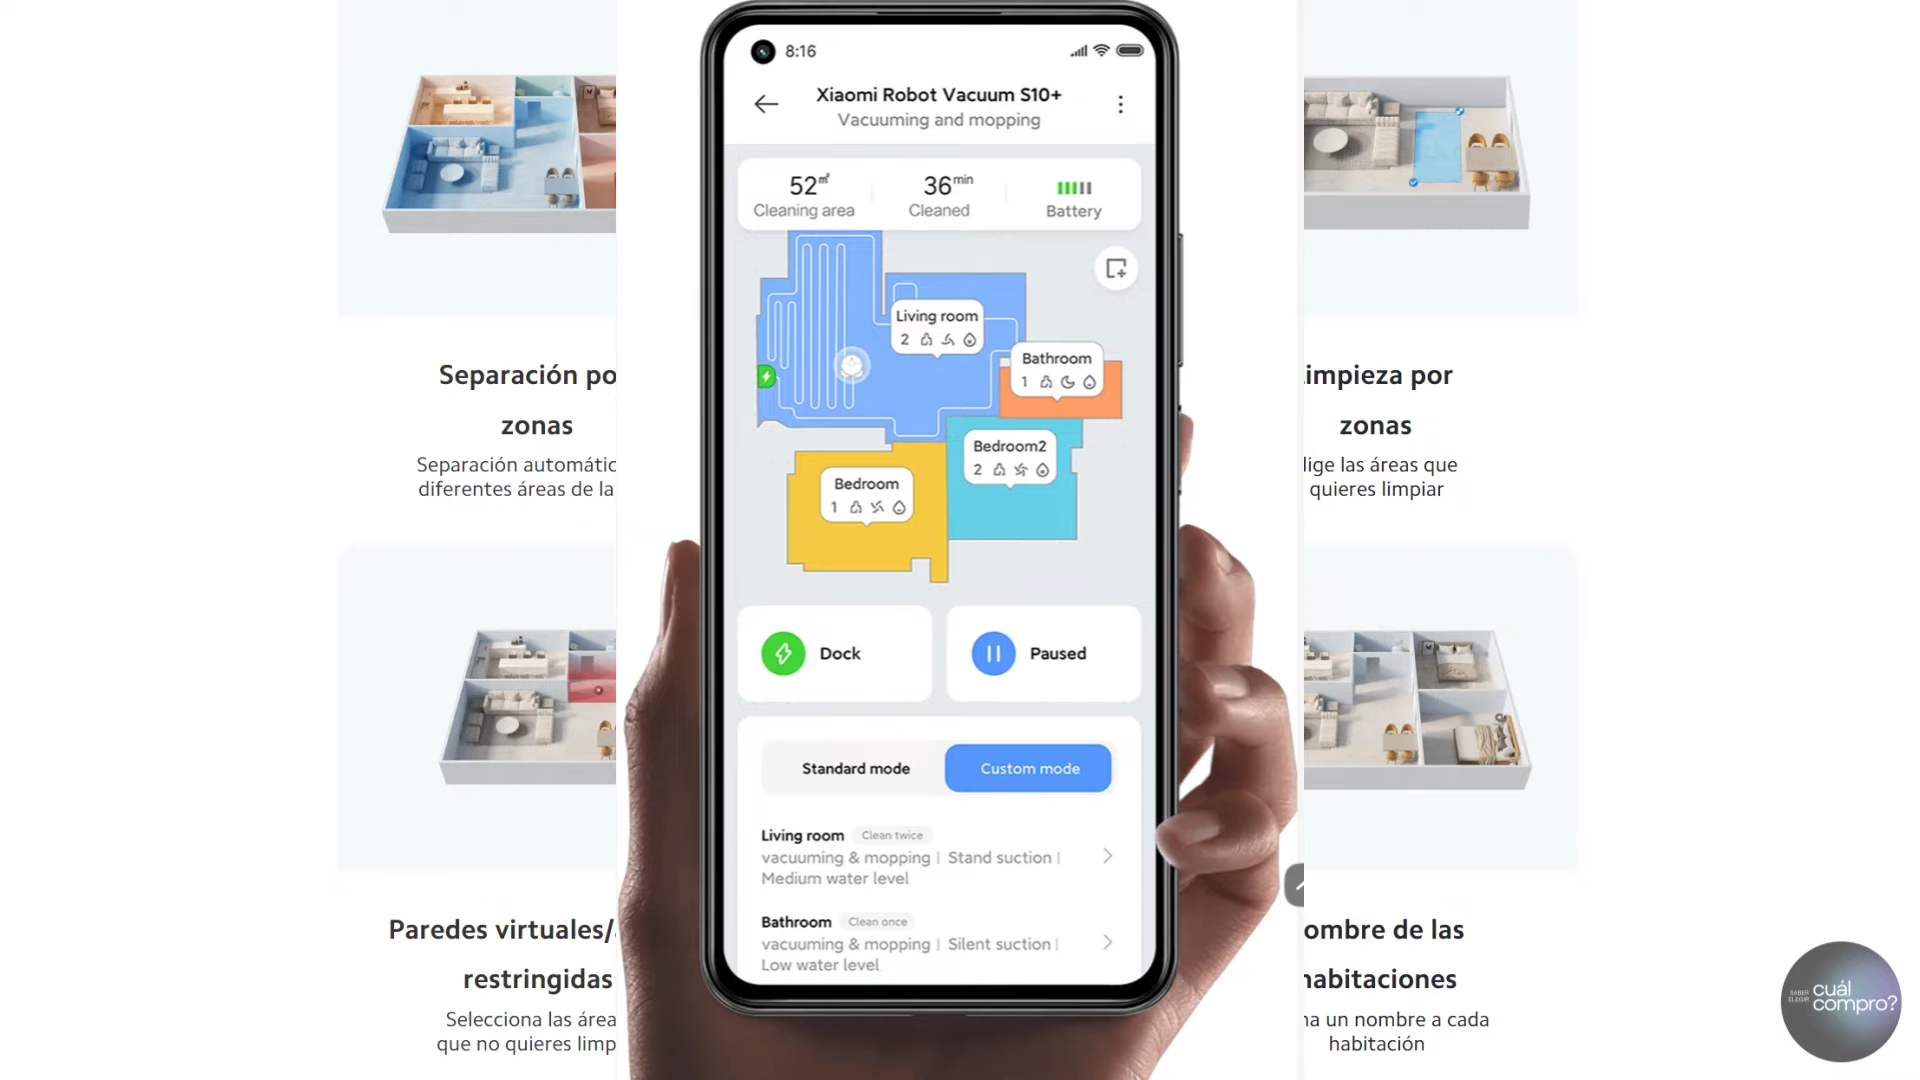 8:16
Xiaomi Robot Vacuum S10+
Vacuuming and mopping
52㎡
Cleaning area
36min
Cleaned
Battery
Living room
2
Bathroom
1
Bedroom2
2
Bedroom
1
Dock
Paused
Standard mode
Custom mode
Living room Clean twice
vacuuming & mopping | Stand suction |
Medium water level
Bathroom Clean once
vacuuming & mopping | Silent suction |
Low water level
Separación po
zonas
Separación automátic
diferentes áreas de la
impieza por
zonas
lige las áreas que
quieres limpiar
Paredes virtuales/
restringidas
Selecciona las área
que no quieres limp
ombre de las
habitaciones
na un nombre a cada
habitación
SABER
ELEGIR
cuál
compro?